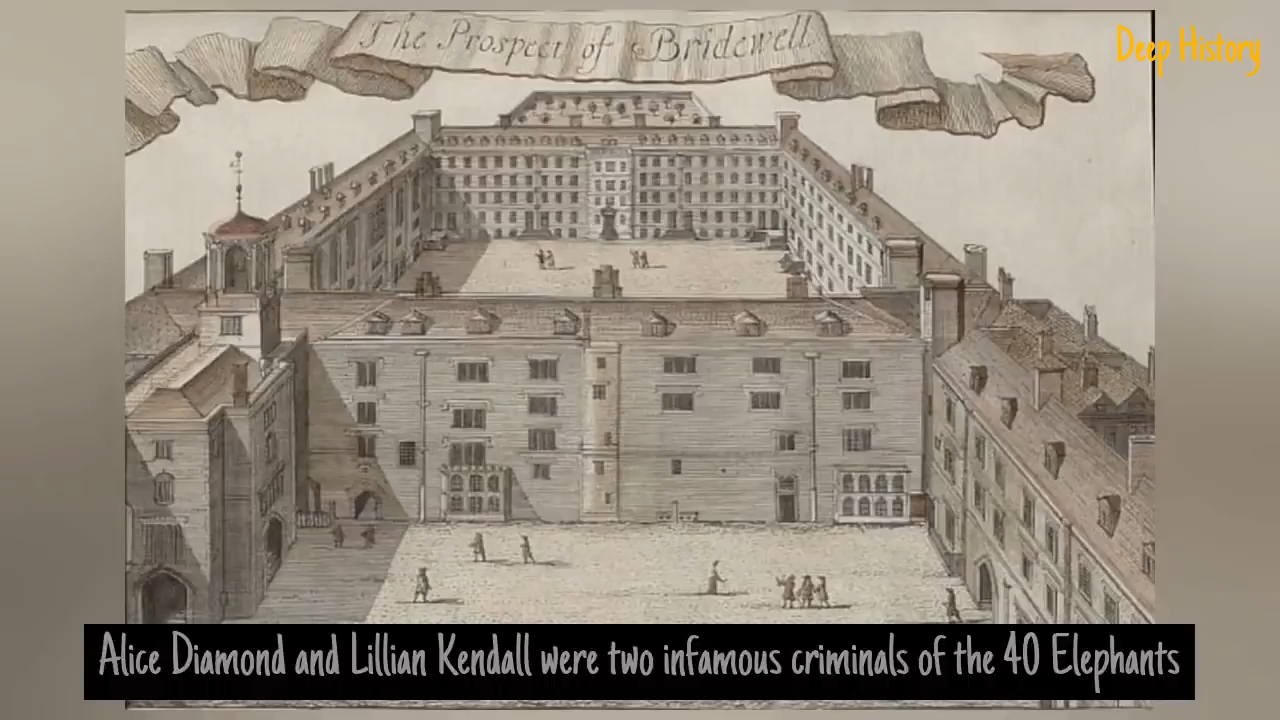 The Prospect of Bridewell
Deep History
Alice Diamond and Lillian Kendall were two infamous criminals of the 40 Elephants